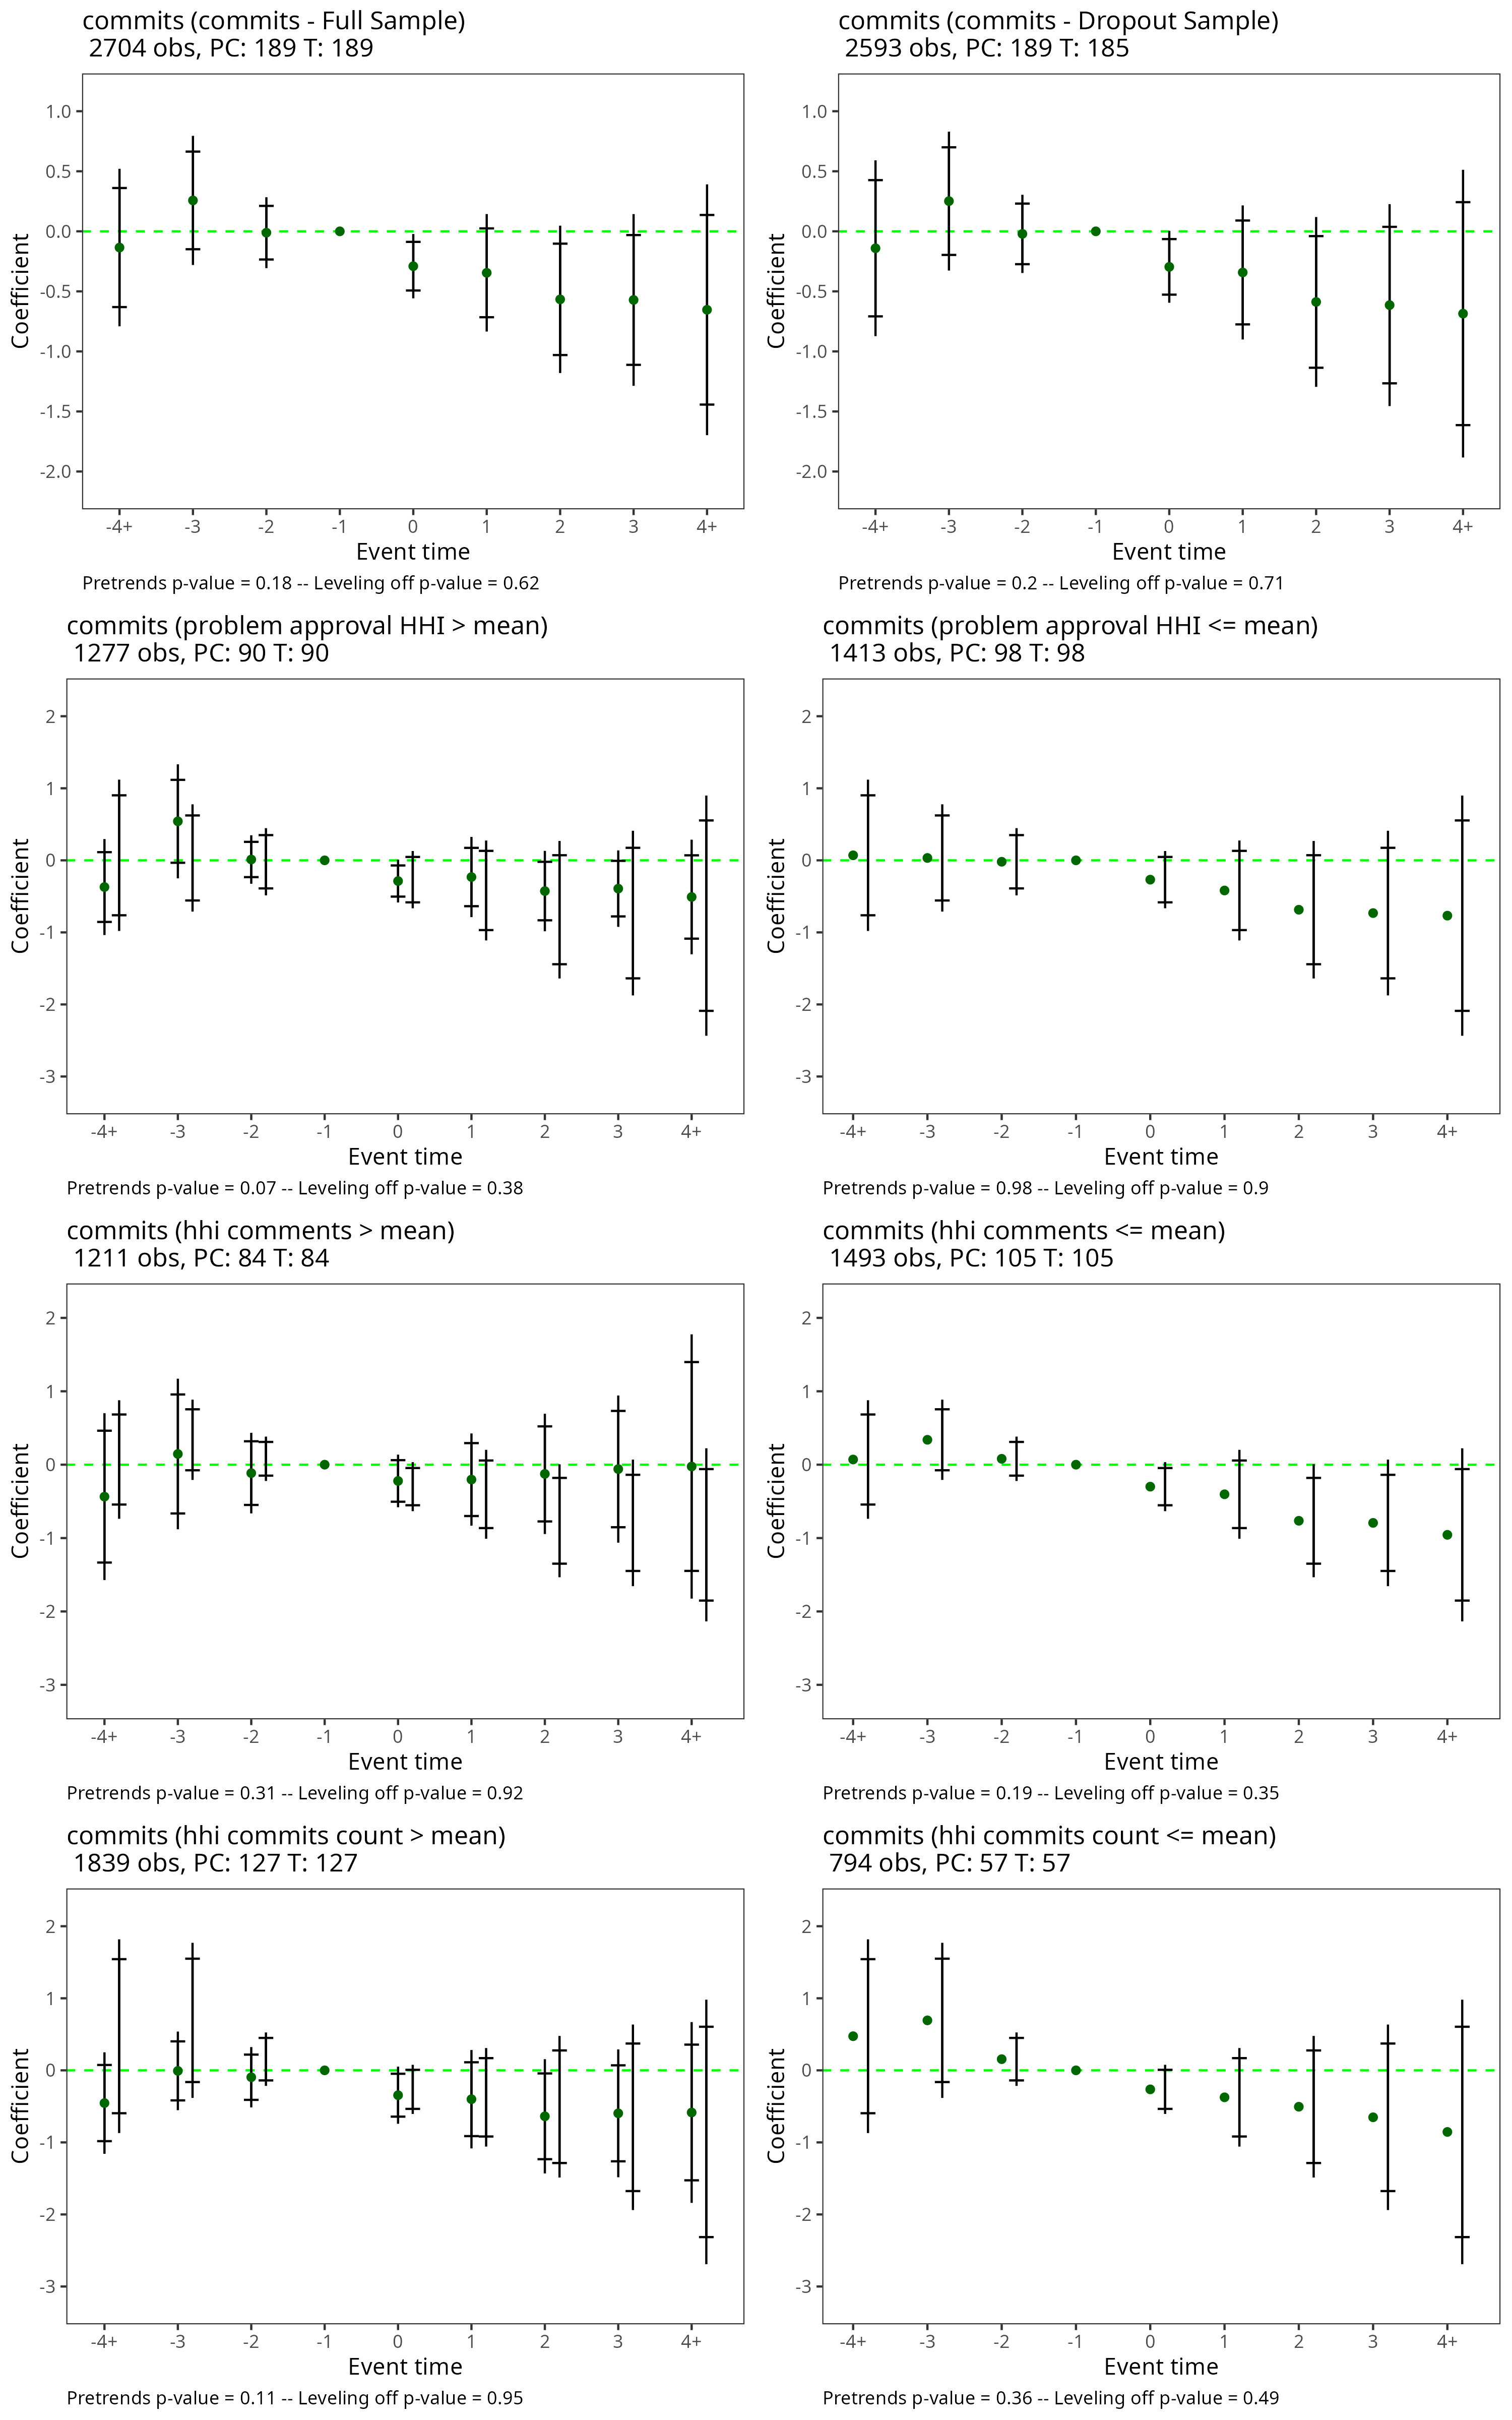 commits (commits - Full Sample)
2704 obs, PC: 189 T: 189
Coefficient
1.0
0.5
0.0
-0.5
-1.0
-1.5
-2.0
-4+ -3 -2 -1 0 1 2 3 4+
Event time
Pretrends p-value = 0.18 -- Leveling off p-value = 0.62
commits (commits - Dropout Sample)
2593 obs, PC: 189 T: 185
Coefficient
1.0
0.5
0.0
-0.5
-1.0
-1.5
-2.0
-4+ -3 -2 -1 0 1 2 3 4+
Event time
Pretrends p-value = 0.2 -- Leveling off p-value = 0.71
commits (problem approval HHI > mean)
1277 obs, PC: 90 T: 90
Coefficient
2
1
0
-1
-2
-3
-4+ -3 -2 -1 0 1 2 3 4+
Event time
Pretrends p-value = 0.07 -- Leveling off p-value = 0.38
commits (problem approval HHI <= mean)
1413 obs, PC: 98 T: 98
Coefficient
2
1
0
-1
-2
-3
-4+ -3 -2 -1 0 1 2 3 4+
Event time
Pretrends p-value = 0.98 -- Leveling off p-value = 0.9
commits (hhi comments > mean)
1211 obs, PC: 84 T: 84
Coefficient
2
1
0
-1
-2
-3
-4+ -3 -2 -1 0 1 2 3 4+
Event time
Pretrends p-value = 0.31 -- Leveling off p-value = 0.92
commits (hhi comments <= mean)
1493 obs, PC: 105 T: 105
Coefficient
2
1
0
-1
-2
-3
-4+ -3 -2 -1 0 1 2 3 4+
Event time
Pretrends p-value = 0.19 -- Leveling off p-value = 0.35
commits (hhi commits count > mean)
1839 obs, PC: 127 T: 127
Coefficient
2
1
0
-1
-2
-3
-4+ -3 -2 -1 0 1 2 3 4+
Event time
Pretrends p-value = 0.11 -- Leveling off p-value = 0.95
commits (hhi commits count <= mean)
794 obs, PC: 57 T: 57
Coefficient
2
1
0
-1
-2
-3
-4+ -3 -2 -1 0 1 2 3 4+
Event time
Pretrends p-value = 0.36 -- Leveling off p-value = 0.49